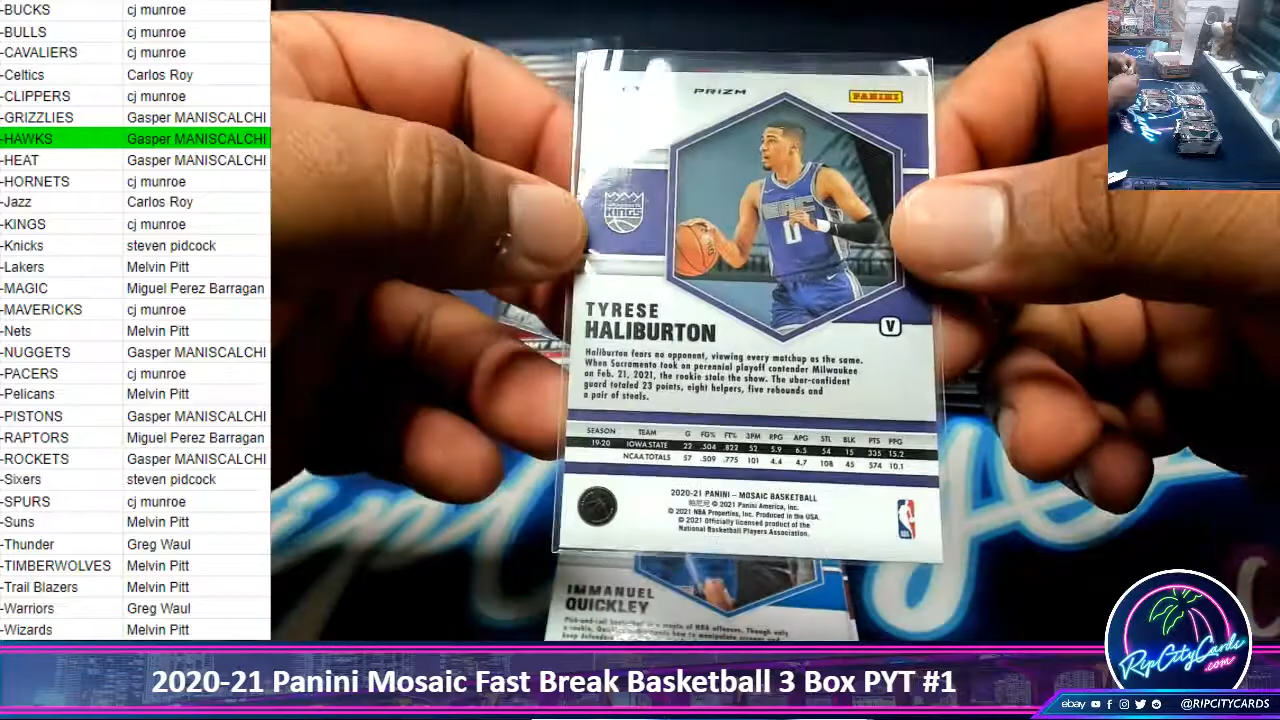 -BUCKS cj munroe
-BULLS cj munroe
-CAVALIERS cj munroe
-Celtics Carlos Roy
-CLIPPERS cj munroe
-GRIZZLIES Gasper MANISCALCHI
-HAWKS Gasper MANISCALCHI
-HEAT Gasper MANISCALCHI
-HORNETS cj munroe
-Jazz Carlos Roy
-KINGS cj munroe
-Knicks steven pidcock
-Lakers Melvin Pitt
-MAGIC Miguel Perez Barragan
-MAVERICKS cj munroe
-Nets Melvin Pitt
-NUGGETS Gasper MANISCALCHI
-PACERS cj munroe
-Pelicans Melvin Pitt
-PISTONS Gasper MANISCALCHI
-RAPTORS Miguel Perez Barragan
-ROCKETS Gasper MANISCALCHI
-Sixers steven pidcock
-SPURS cj munroe
-Suns Melvin Pitt
-Thunder Greg Waul
-TIMBERWOLVES Melvin Pitt
-Trail Blazers Melvin Pitt
-Warriors Greg Waul
-Wizards Melvin Pitt
PRIZM
PANINI
KINGS
SAC
0
TYRESE
HALIBURTON
V
Haliburton fears no opponent, viewing every matchup as the same.
When Sacramento took on perennial playoff contender Milwaukee
on Feb. 21, 2021, the rookie stole the show. The uber-confident
guard totaled 23 points, eight helpers, five rebounds and
a pair of steals.
SEASON TEAM G FG% FT% 3PM RPG APG STL BLK PTS PPG
19-20 IOWA STATE 22 .504 .822 52 5.9 6.5 54 15 335 15.2
NCAA TOTALS 57 .509 .775 101 4.4 4.7 108 45 574 10.1
2020-21 PANINI – MOSAIC BASKETBALL
帕尼尼 © 2021 Panini America, Inc.
© 2021 NBA Properties, Inc. Produced in the USA.
© 2021 Officially licensed product of the
National Basketball Players Association.
IMMANUEL
QUICKLEY
2020-21 Panini Mosaic Fast Break Basketball 3 Box PYT #1
RipCityCards
.com
ebay @RIPCITYCARDS